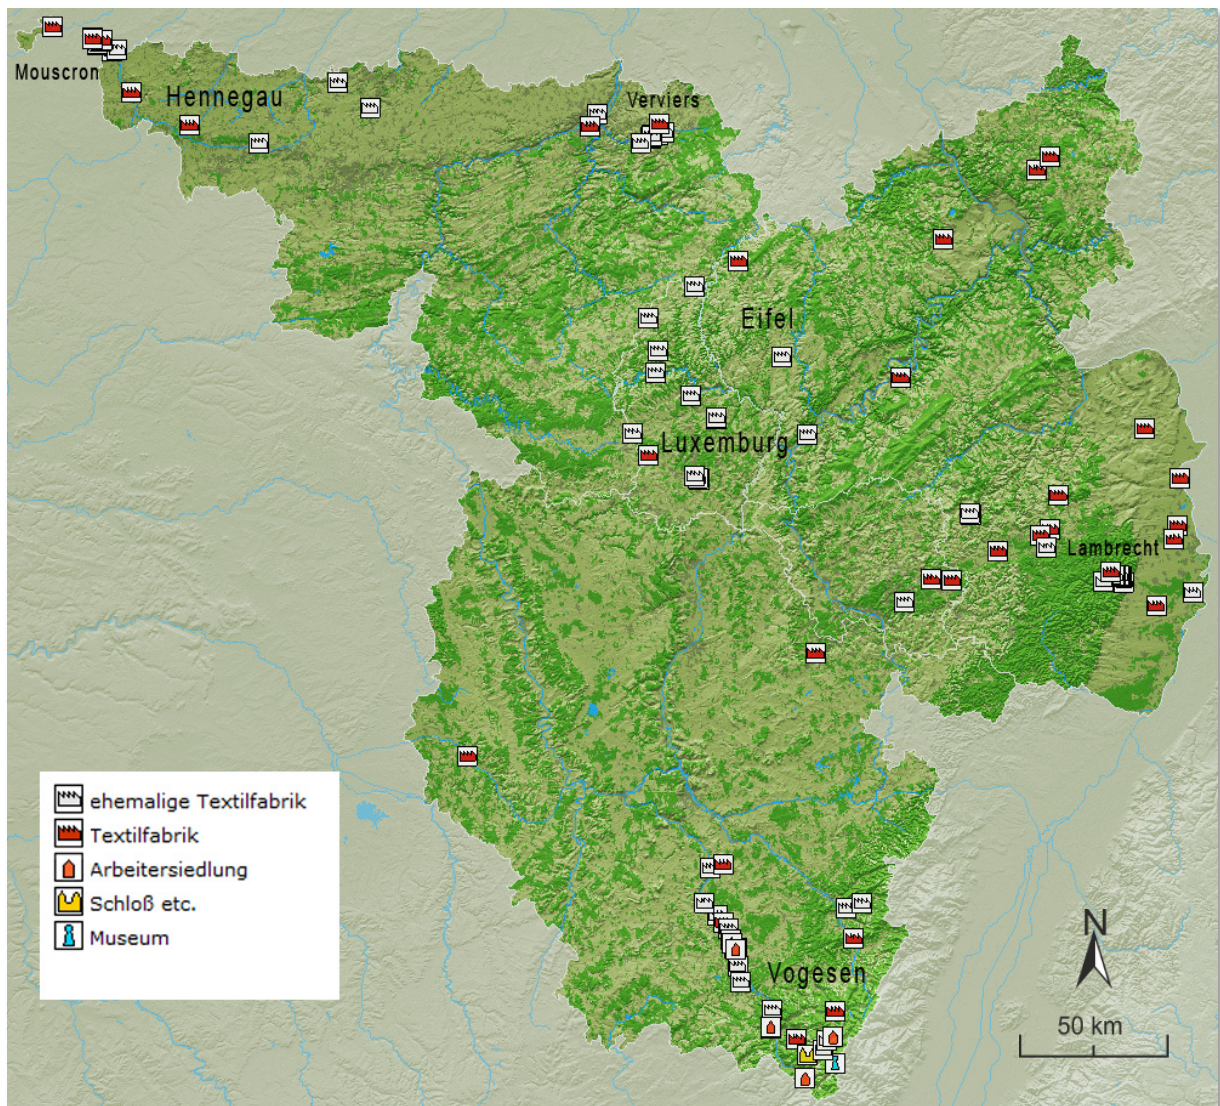 Mouscron
Hennegau
Verviers
Eifel
Luxemburg
Lambrecht
ehemalige Textilfabrik
Textilfabrik
Arbeitersiedlung
Schloß etc.
Museum
Vogesen
N
50 km